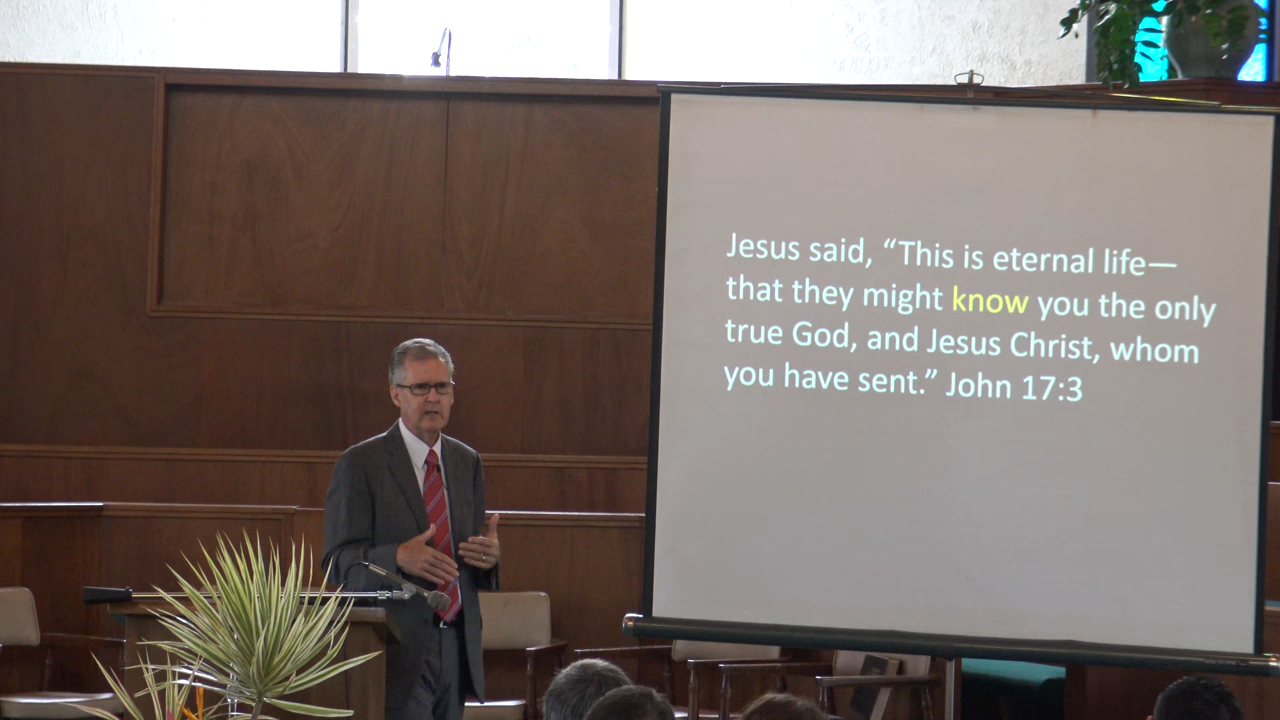 Jesus said, “This is eternal life—
that they might know you the only
true God, and Jesus Christ, whom
you have sent.” John 17:3